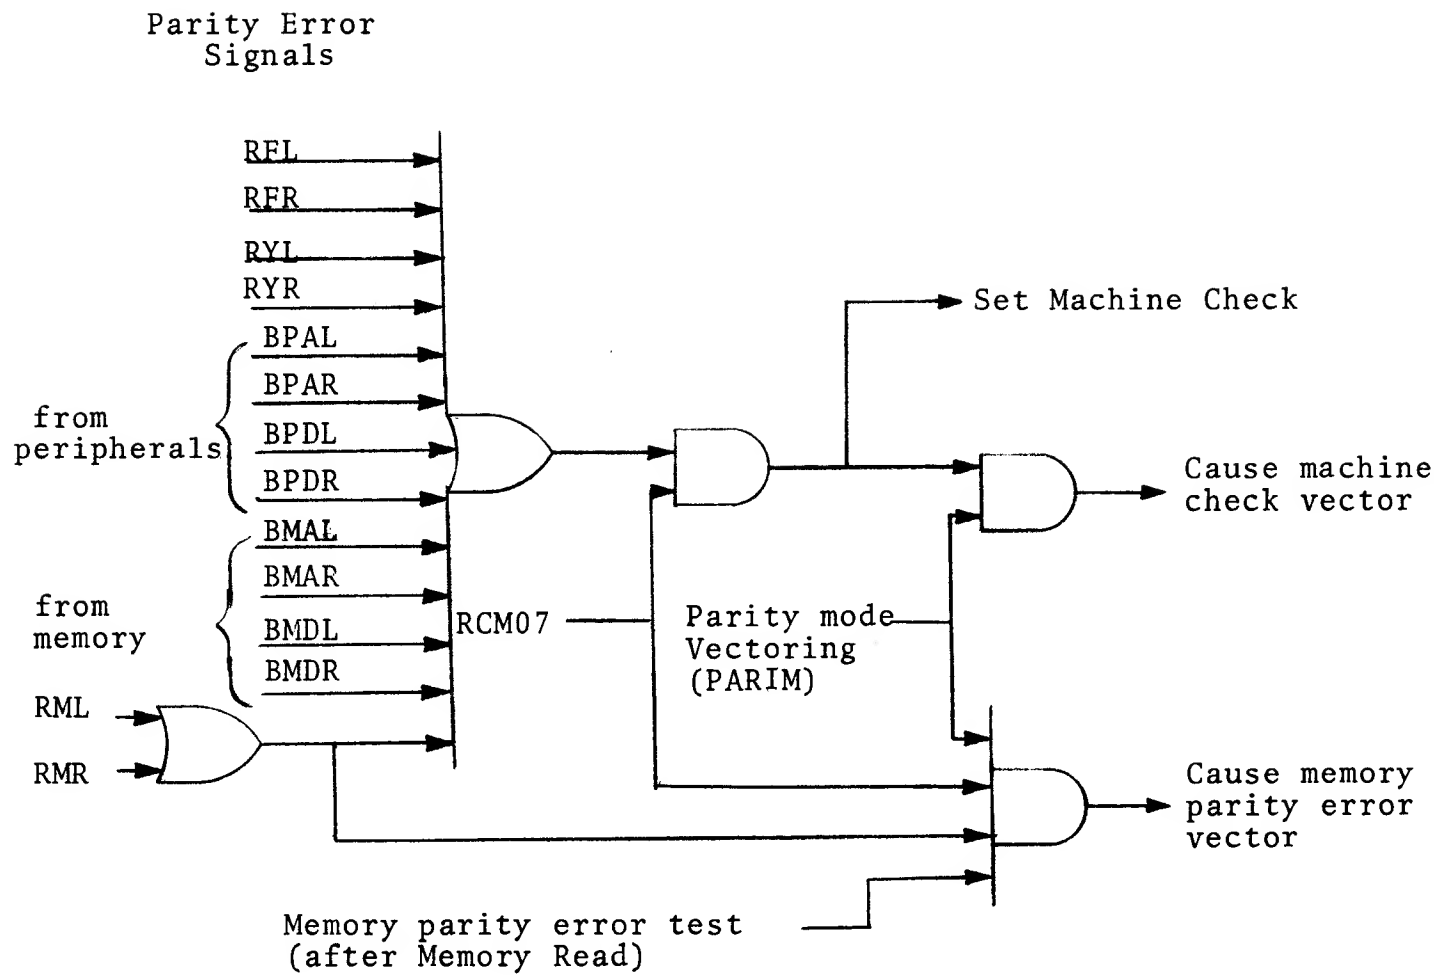 Parity Error
Signals
RFL
RFR
RYL
RYR
BPAL
BPAR
from
peripherals
BPDL
BPDR
BMAL
BMAR
from
memory
BMDL
BMDR
RML
RMR
RCM07
Parity mode
Vectoring
(PARIM)
Set Machine Check
Cause machine
check vector
Cause memory
parity error
vector
Memory parity error test
(after Memory Read)